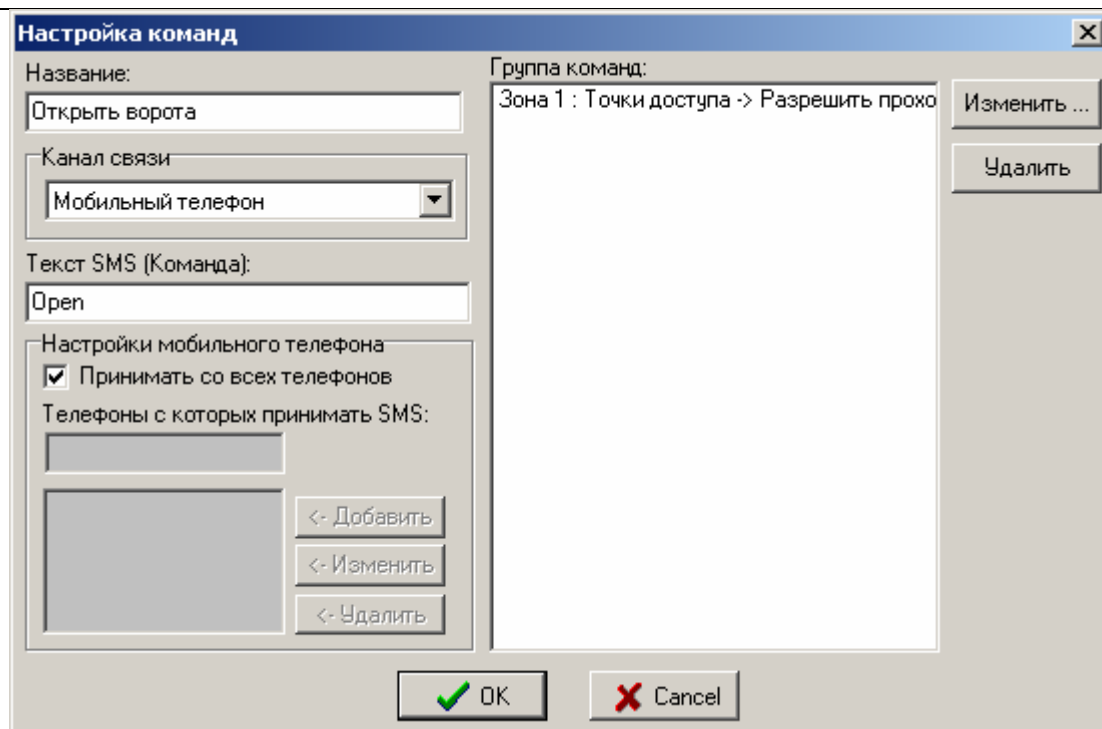 Настройка команд
Название:
Открыть ворота
Канал связи
Мобильный телефон
Текст SMS (Команда):
Open
Настройки мобильного телефона
Принимать со всех телефонов
Телефоны с которых принимать SMS:
<- Добавить
<- Изменить
<- Удалить
Группа команд:
Зона 1 : Точки доступа -> Разрешить прохо
Изменить ...
Удалить
OK
Cancel